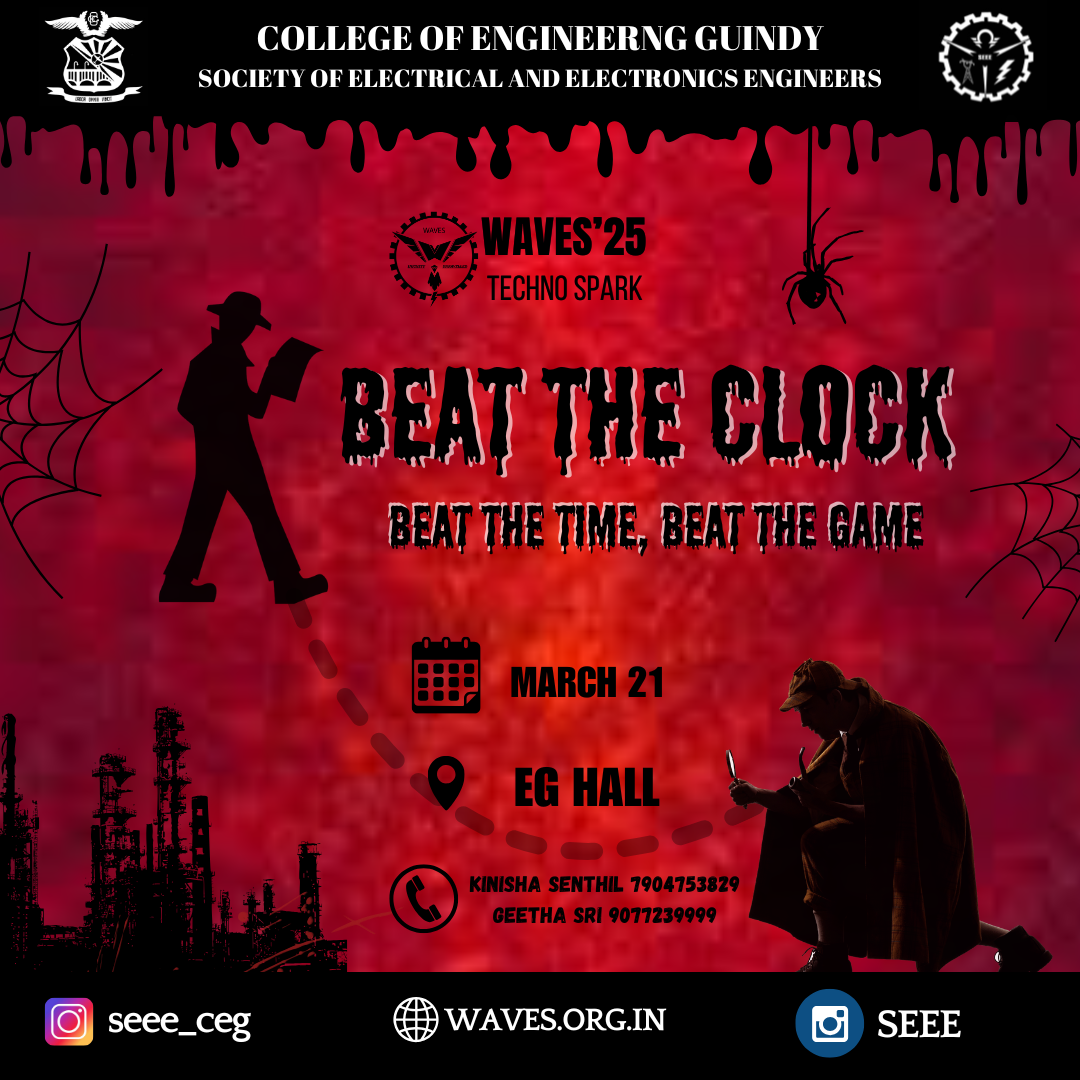 COLLEGE OF ENGINEERNG GUINDY
SOCIETY OF ELECTRICAL AND ELECTRONICS ENGINEERS
SEEE
WAVES
WAVES'25
TECHNO SPARK
BEAT THE CLOCK
BEAT THE TIME, BEAT THE GAME
MARCH 21
EG HALL
KINISHA SENTHIL 7904753829
GEETHA SRI 9077239999
seee_ceg
WAVES.ORG.IN
SEEE